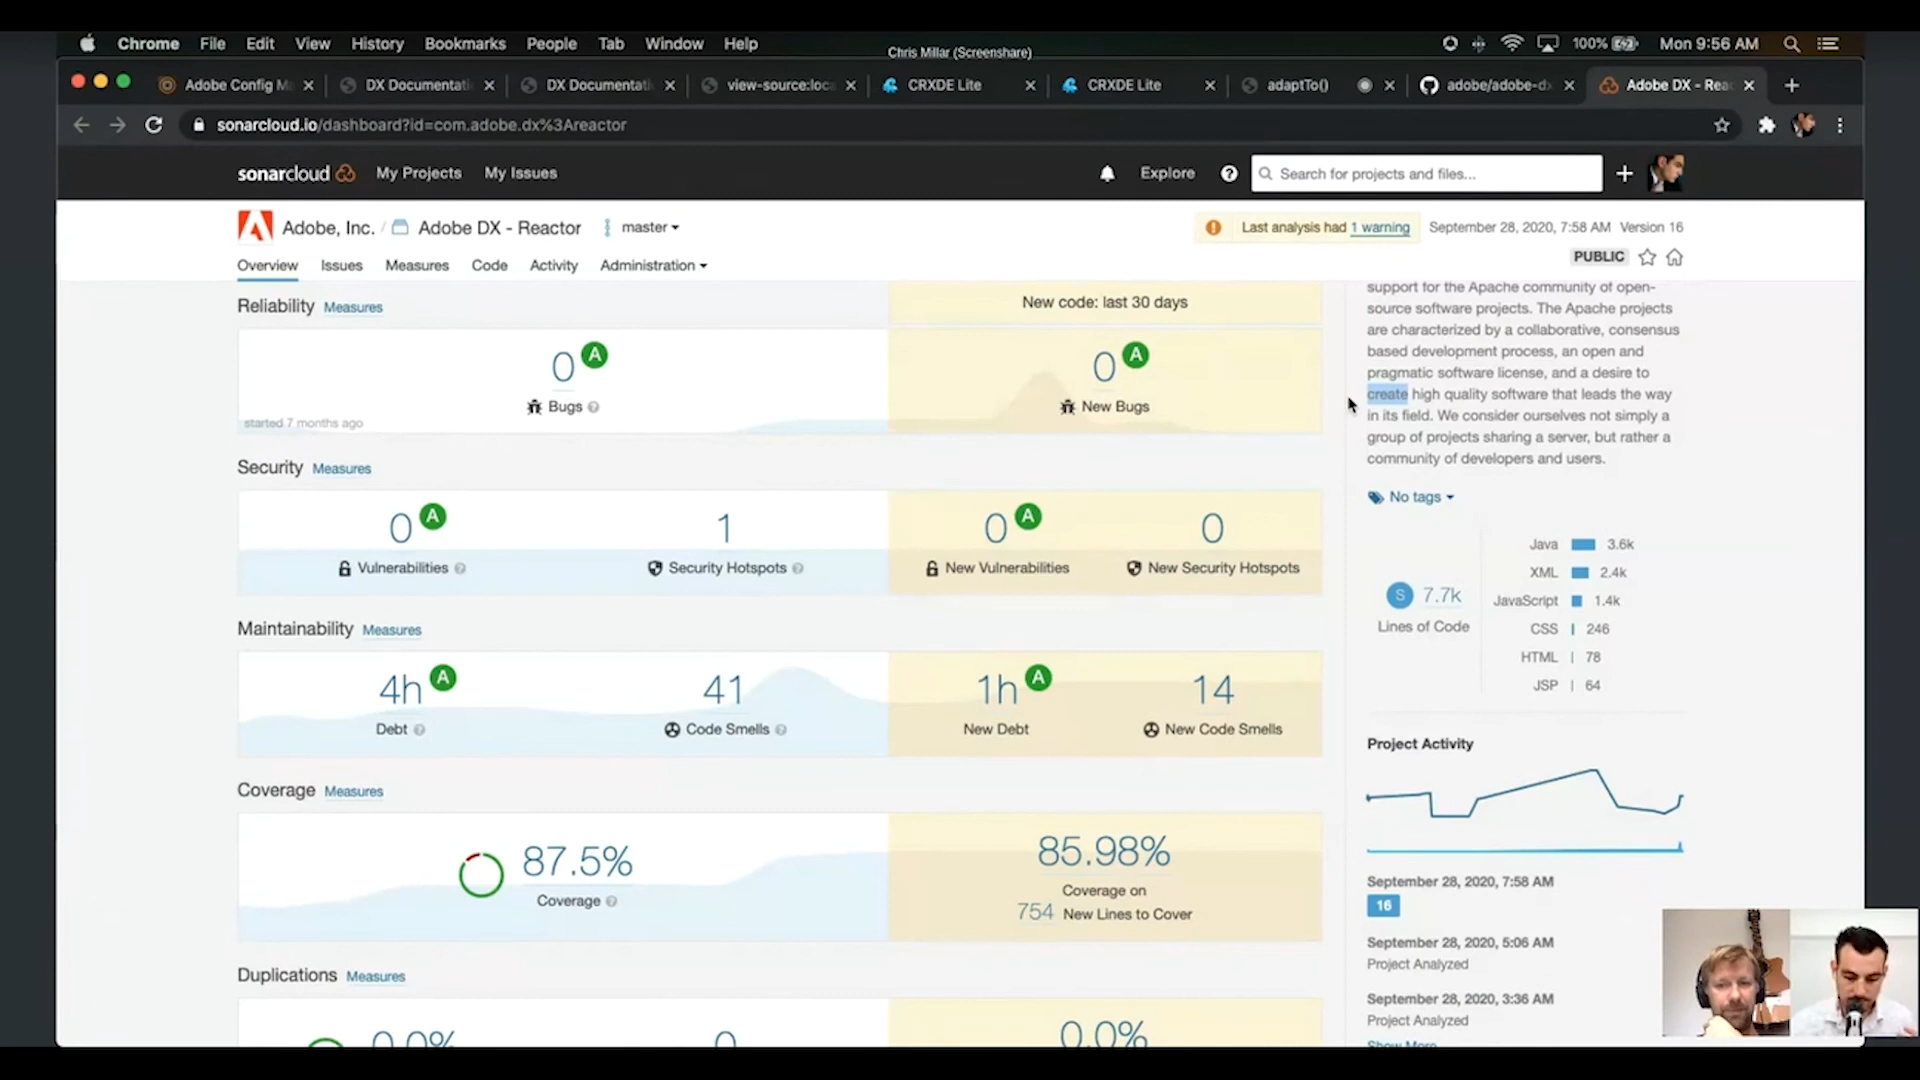 Chrome File Edit View History Bookmarks People Tab Window Help
Chris Millar (Screenshare)
100% Mon 9:56 AM
Adobe Config M
DX Documentati
DX Documentati
view-source:loca
CRXDE Lite
CRXDE Lite
adaptTo()
adobe/adobe-dx
Adobe DX - Rea
sonarcloud.io/dashboard?id=com.adobe.dx%3Areactor
sonarcloud My Projects My Issues
Explore
Search for projects and files...
Adobe, Inc. / Adobe DX - Reactor master
Last analysis had 1 warning September 28, 2020, 7:58 AM Version 16
Overview Issues Measures Code Activity Administration
PUBLIC
Reliability Measures
New code: last 30 days
0 A
Bugs
started 7 months ago
0 A
New Bugs
Security Measures
0 A
Vulnerabilities
1
Security Hotspots
0 A
New Vulnerabilities
0
New Security Hotspots
Maintainability Measures
4h A
Debt
41
Code Smells
1h A
New Debt
14
New Code Smells
Coverage Measures
87.5%
Coverage
85.98%
Coverage on
754 New Lines to Cover
Duplications Measures
0.0%
0
0.0%
support for the Apache community of open-
source software projects. The Apache projects
are characterized by a collaborative, consensus
based development process, an open and
pragmatic software license, and a desire to
create high quality software that leads the way
in its field. We consider ourselves not simply a
group of projects sharing a server, but rather a
community of developers and users.
No tags
S 7.7k
Lines of Code
Java 3.6k
XML 2.4k
JavaScript 1.4k
CSS 246
HTML 78
JSP 64
Project Activity
September 28, 2020, 7:58 AM
16
September 28, 2020, 5:06 AM
Project Analyzed
September 28, 2020, 3:36 AM
Project Analyzed
Show More